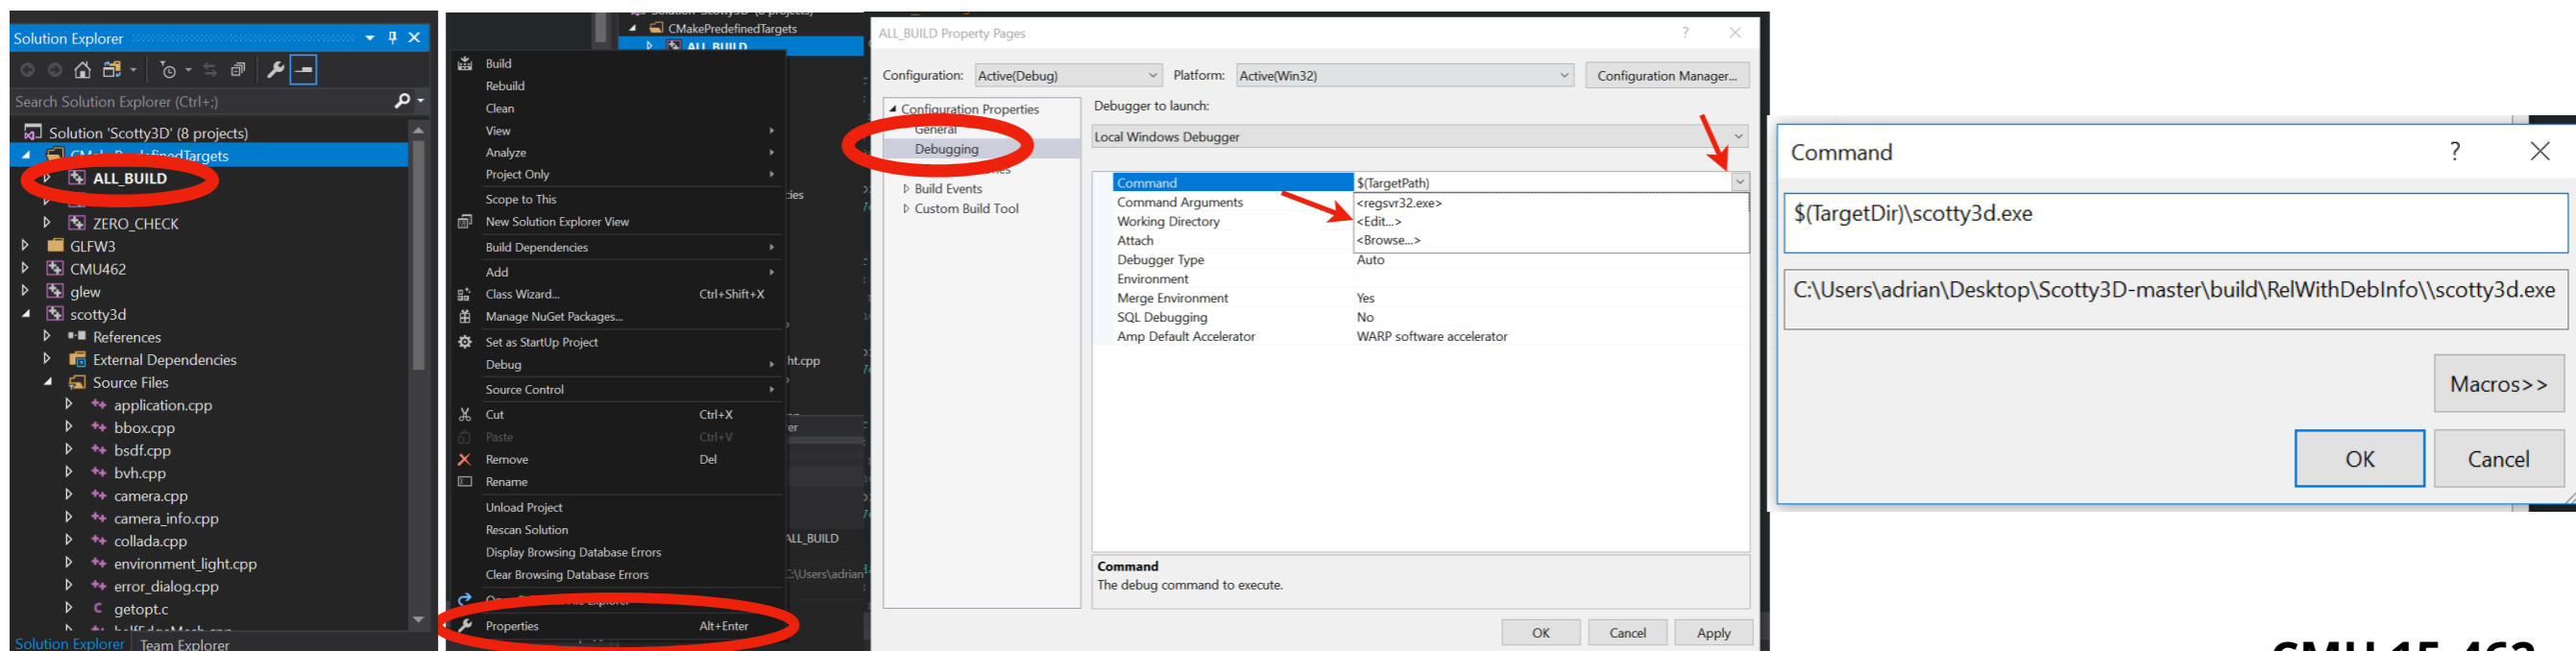 Solution Explorer
Search Solution Explorer (Ctrl+;)
Solution 'Scotty3D' (8 projects)
CMakePredefinedTargets
ALL_BUILD
ZERO_CHECK
GLFW3
CMU462
glew
scotty3d
References
External Dependencies
Source Files
application.cpp
bbox.cpp
bsdf.cpp
bvh.cpp
camera.cpp
camera_info.cpp
collada.cpp
environment_light.cpp
error_dialog.cpp
getopt.c
Solution Explorer Team Explorer
CMakePredefinedTargets
ALL_BUILD
Build
Rebuild
Clean
View
Analyze
Project Only
Scope to This
New Solution Explorer View
Build Dependencies
Add
Class Wizard... Ctrl+Shift+X
Manage NuGet Packages...
Set as StartUp Project
Debug
Source Control
Cut Ctrl+X
Paste Ctrl+V
Remove Del
Rename
Unload Project
Rescan Solution
Display Browsing Database Errors
Clear Browsing Database Errors
Properties Alt+Enter
ALL_BUILD
C:\Users\adrian
ALL_BUILD Property Pages ?
Configuration: Active(Debug) Platform: Active(Win32) Configuration Manager...
Configuration Properties
General
Debugging
Build Events
Custom Build Tool
Debugger to launch:
Local Windows Debugger
Command $(TargetPath)
Command Arguments <regsvr32.exe>
Working Directory <Edit...>
Attach <Browse...>
Debugger Type Auto
Environment
Merge Environment Yes
SQL Debugging No
Amp Default Accelerator WARP software accelerator
Command
The debug command to execute.
OK Cancel Apply
Command ?
$(TargetDir)\scotty3d.exe
C:\Users\adrian\Desktop\Scotty3D-master\build\RelWithDebInfo\\scotty3d.exe
Macros>>
OK Cancel
CMU 15-462